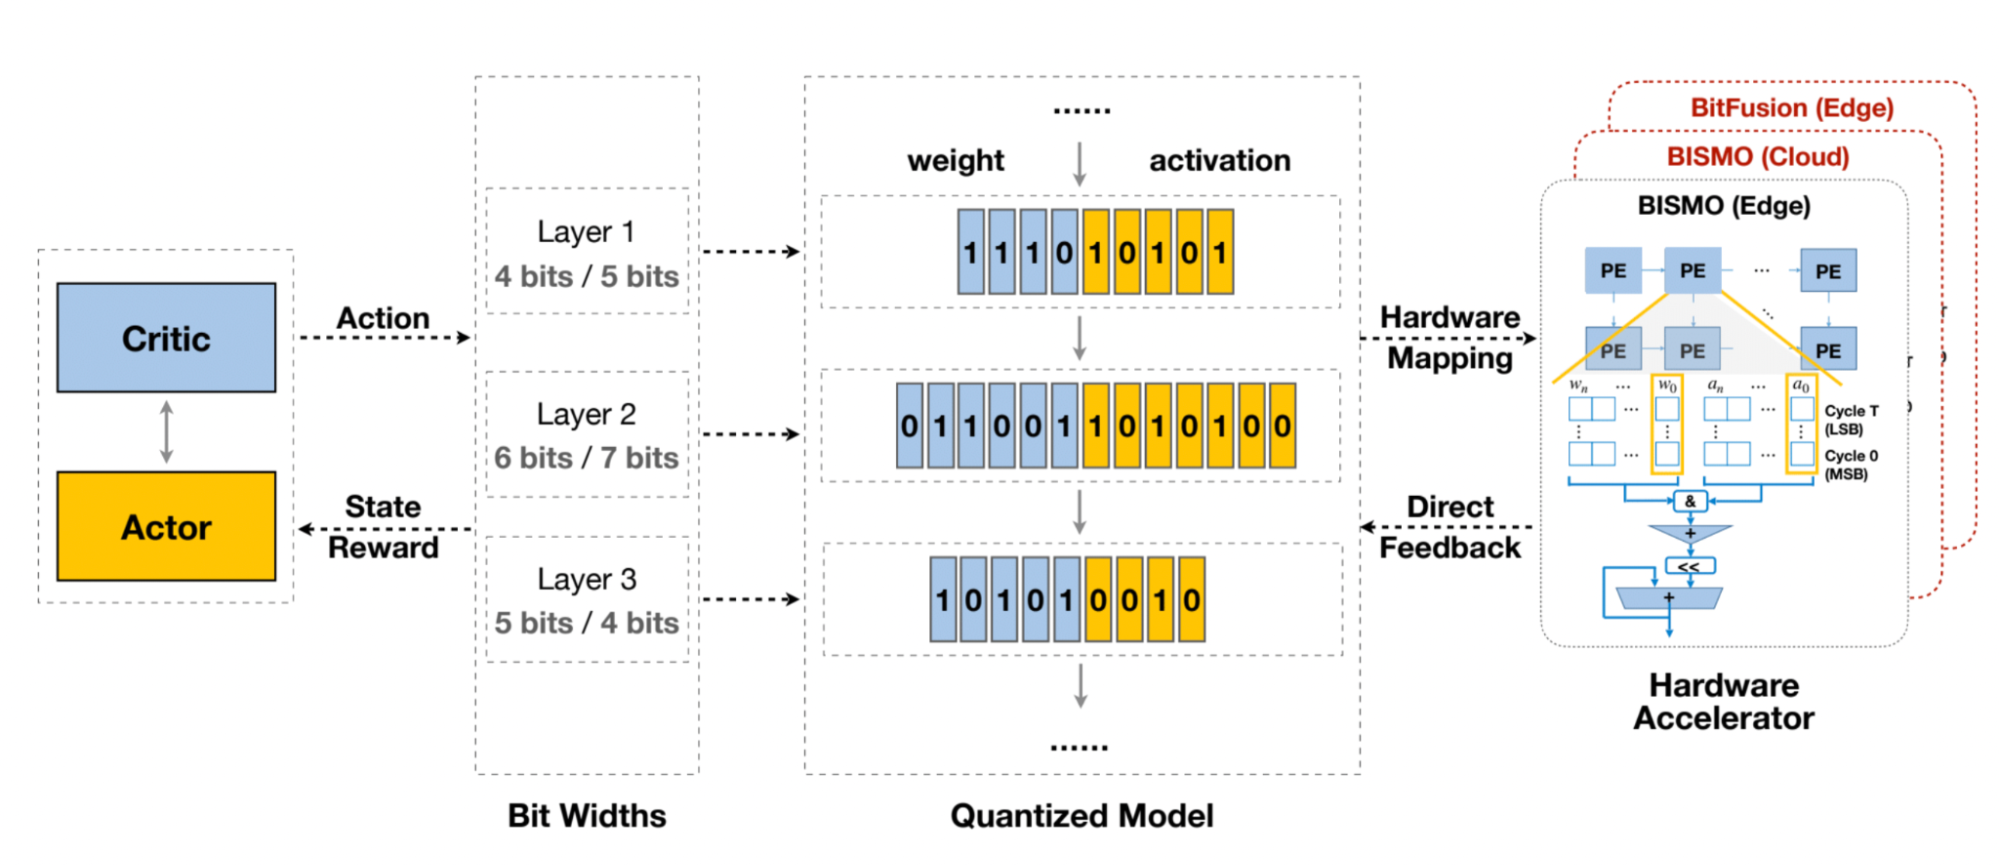 Critic
Actor
Action
State
Reward
Layer 1
4 bits / 5 bits
Layer 2
6 bits / 7 bits
Layer 3
5 bits / 4 bits
Bit Widths
......
weight
activation
1 1 1 0 1 0 1 0 1
0 1 1 0 0 1 1 0 1 0 1 0 0
1 0 1 0 1 0 0 1 0
......
Quantized Model
Hardware
Mapping
Direct
Feedback
BitFusion (Edge)
BISMO (Cloud)
BISMO (Edge)
PE PE ... PE
PE PE PE
wn ... w0 an ... a0
... ... Cycle T
(LSB)
... ... Cycle 0
(MSB)
&
+
<<
+
Hardware
Accelerator